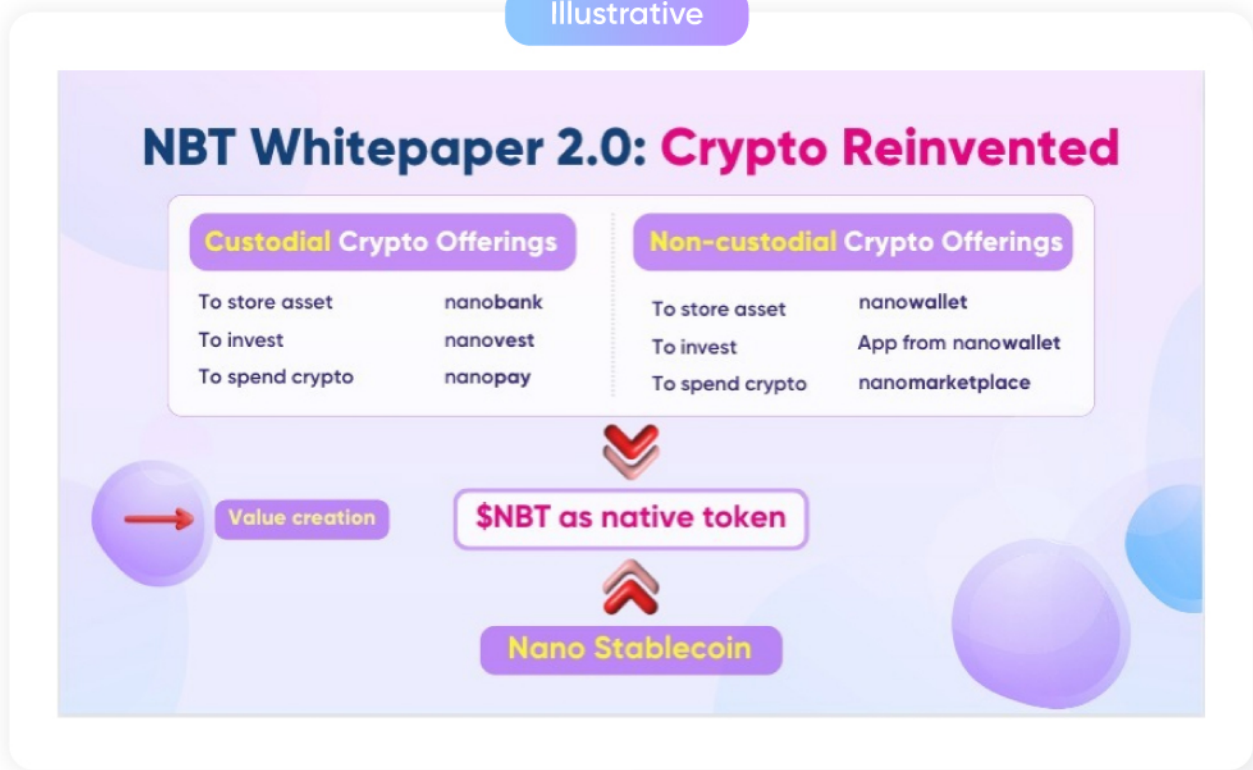 Illustrative
NBT Whitepaper 2.0: Crypto Reinvented
Custodial Crypto Offerings
To store asset nanobank
To invest nanovest
To spend crypto nanopay
Non-custodial Crypto Offerings
To store asset nanowallet
To invest App from nanowallet
To spend crypto nanomarketplace
Value creation
$NBT as native token
Nano Stablecoin